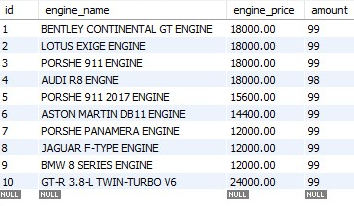 id engine_name engine_price amount
1 BENTLEY CONTINENTAL GT ENGINE 18000.00 99
2 LOTUS EXIGE ENGINE 18000.00 99
3 PORSHE 911 ENGINE 18000.00 99
4 AUDI R8 ENGNE 18000.00 98
5 PORSHE 911 2017 ENGINE 15600.00 99
6 ASTON MARTIN DB11 ENGINE 14400.00 99
7 PORSHE PANAMERA ENGINE 12000.00 99
8 JAGUAR F-TYPE ENGINE 12000.00 99
9 BMW 8 SERIES ENGINE 12000.00 99
10 GT-R 3.8-L TWIN-TURBO V6 24000.00 99
NULL NULL NULL NULL